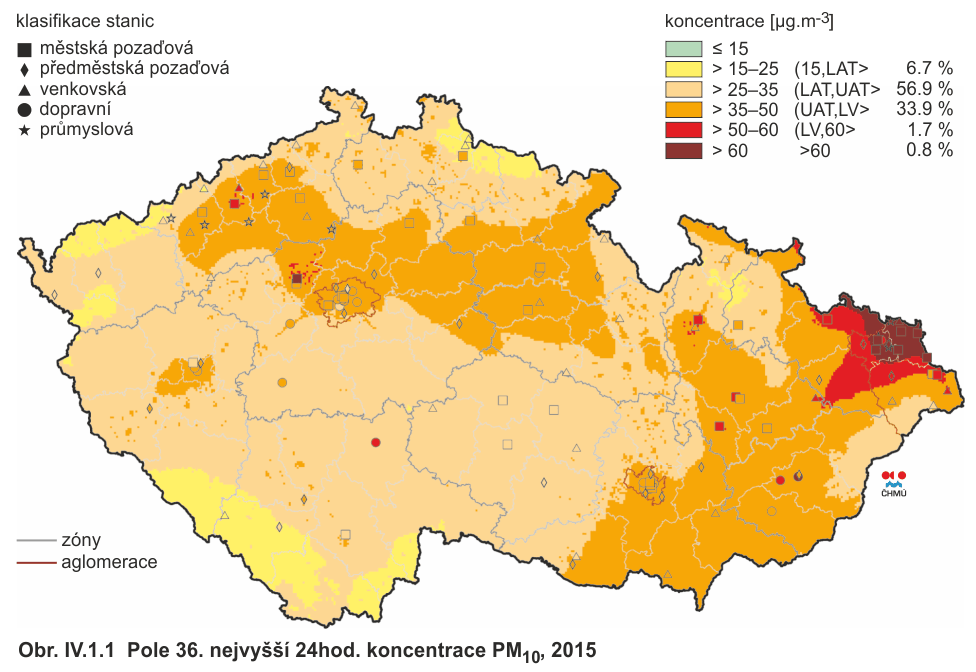 klasifikace stanic
městská pozaďová
předměstská pozaďová
venkovská
dopravní
průmyslová
koncentrace [µg.m-3]
≤ 15
> 15–25 (15,LAT> 6.7 %
> 25–35 (LAT,UAT> 56.9 %
> 35–50 (UAT,LV> 33.9 %
> 50–60 (LV,60> 1.7 %
> 60 >60 0.8 %
ČHMÚ
zóny
aglomerace
Obr. IV.1.1 Pole 36. nejvyšší 24hod. koncentrace PM10, 2015